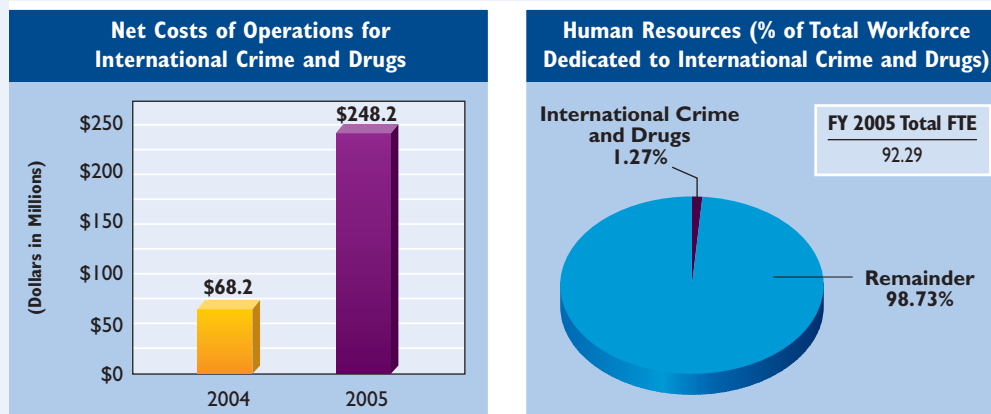 Net Costs of Operations for
International Crime and Drugs
(Dollars in Millions)
$250
$200
$150
$100
$50
$0
$68.2
$248.2
2004
2005
Human Resources (% of Total Workforce
Dedicated to International Crime and Drugs)
International Crime
and Drugs
1.27%
FY 2005 Total FTE
92.29
Remainder
98.73%